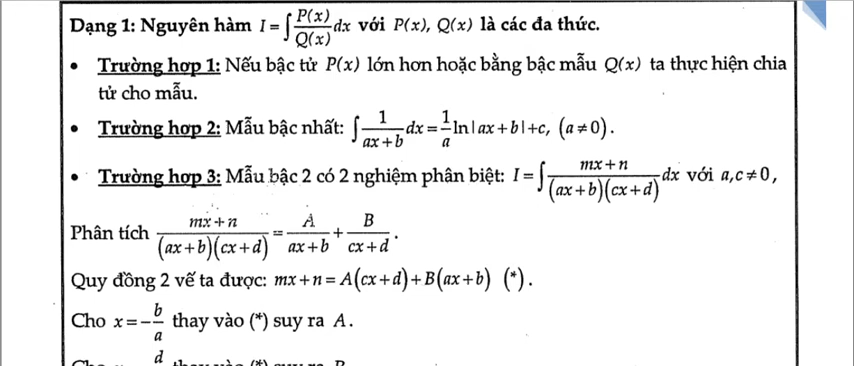 Dạng 1: Nguyên hàm I = ∫ P(x)/Q(x) dx với P(x), Q(x) là các đa thức.
• Trường hợp 1: Nếu bậc tử P(x) lớn hơn hoặc bằng bậc mẫu Q(x) ta thực hiện chia
tử cho mẫu.
• Trường hợp 2: Mẫu bậc nhất: ∫ 1/(ax+b) dx = 1/a ln|ax+b|+c, (a≠0).
• Trường hợp 3: Mẫu bậc 2 có 2 nghiệm phân biệt: I = ∫ (mx+n)/((ax+b)(cx+d)) dx với a,c≠0,
Phân tích (mx+n)/((ax+b)(cx+d)) = A/(ax+b) + B/(cx+d).
Quy đồng 2 vế ta được: mx+n = A(cx+d)+B(ax+b) (*).
Cho x = −b/a thay vào (*) suy ra A.
d